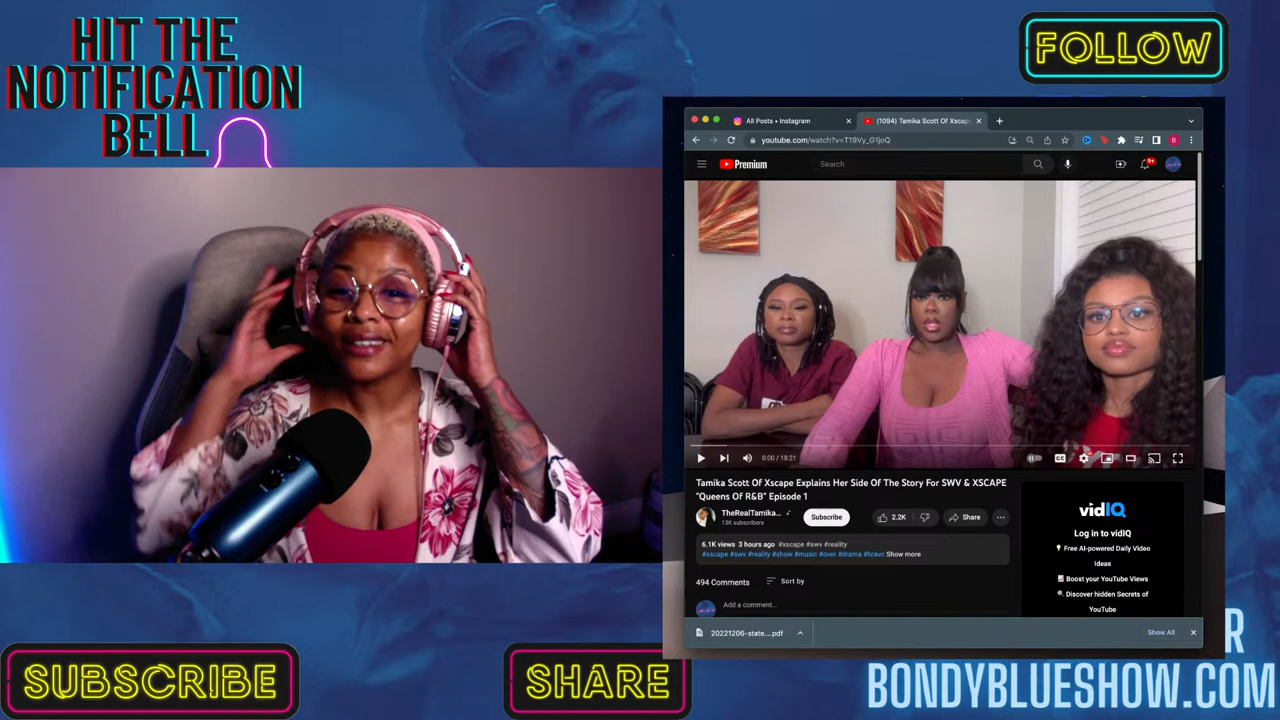 HIT THE
NOTIFICATION
BELL
FOLLOW
All Posts • Instagram
(1094) Tamika Scott Of Xscape
youtube.com/watch?v=T19Vy_G1joQ
Premium
Search
9+
0:00 / 18:21
CC
Tamika Scott Of Xscape Explains Her Side Of The Story For SWV & XSCAPE
"Queens Of R&B" Episode 1
TheRealTamika...
13K subscribers
Subscribe
2.2K
Share
6.1K views 3 hours ago #xscape #swv #reality
#xscape #swv #reality #show #music #over #drama #bravo Show more
494 Comments
Sort by
Add a comment...
vidIQ
Log in to vidIQ
Free AI-powered Daily Video
Ideas
Boost your YouTube Views
Discover hidden Secrets of
YouTube
20221206-state....pdf
Show All
SUBSCRIBE
SHARE
BONDYBLUESHOW.COM